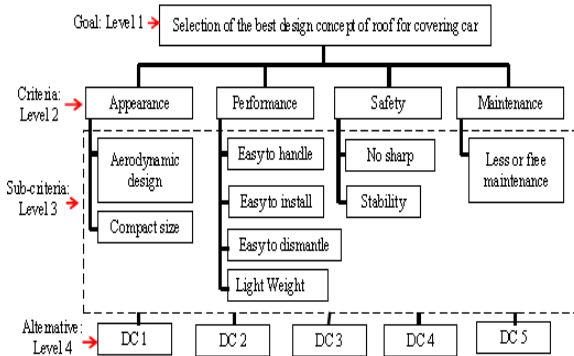 Goal: Level 1
Selection of the best design concept of roof for covering car
Criteria:
Level 2
Appearance
Performance
Safety
Maintenance
Sub-criteria:
Level 3
Aerodynamic
design
Compact size
Easy to handle
Easy to install
Easy to dismantle
Light Weight
No sharp
Stability
Less or free
maintenance
Alternative:
Level 4
DC 1
DC 2
DC 3
DC 4
DC 5